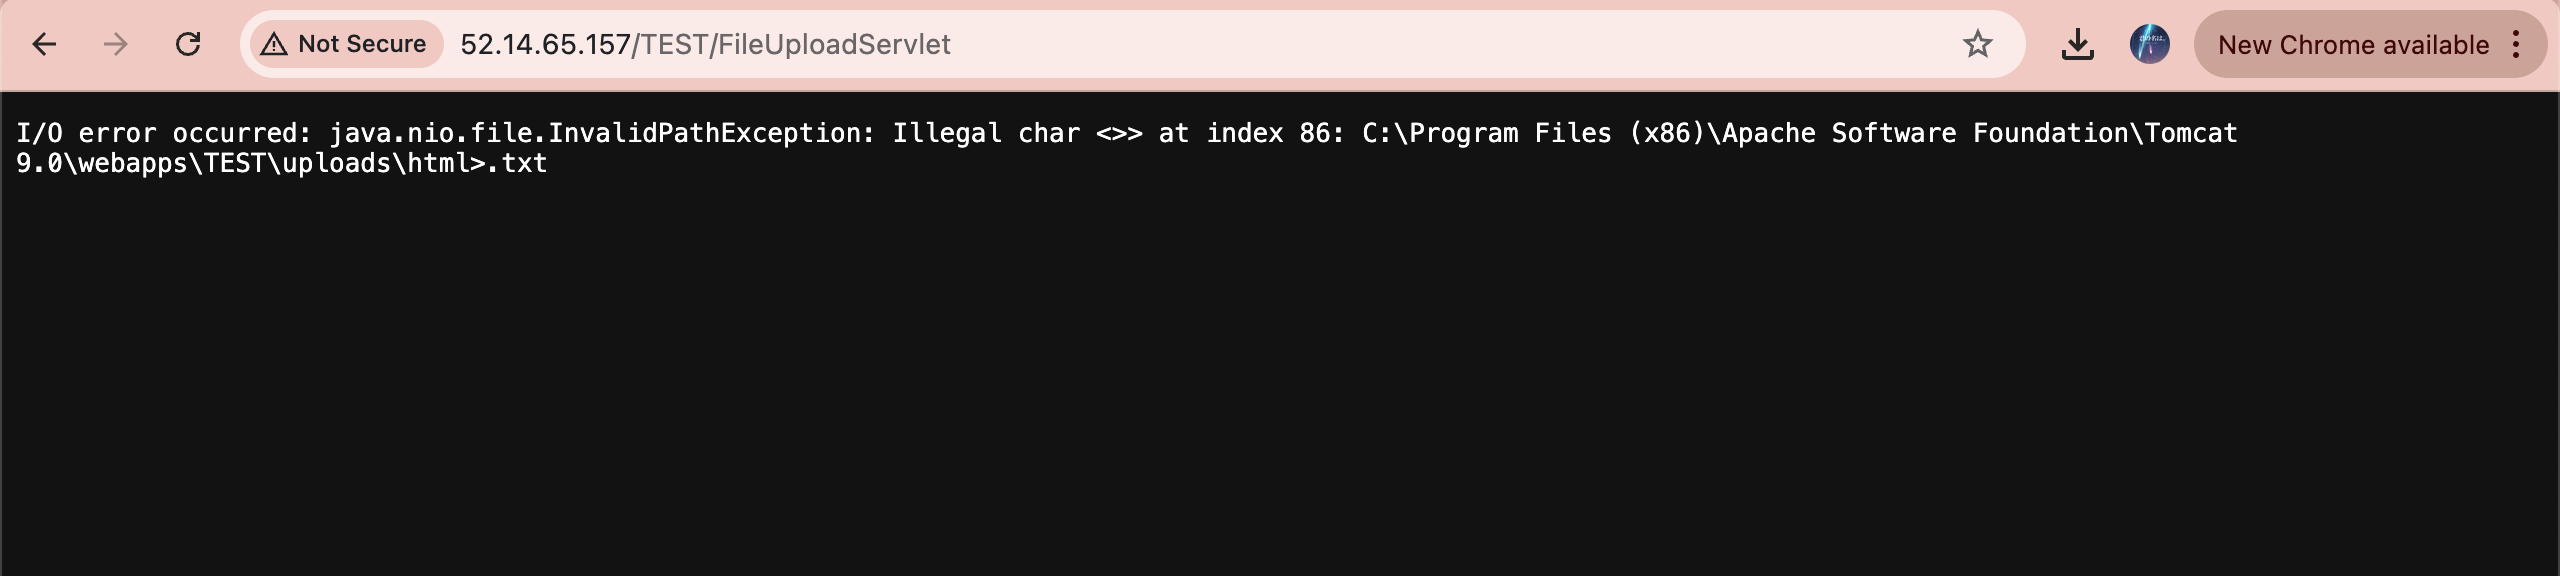 Not Secure 52.14.65.157/TEST/FileUploadServlet New Chrome available
I/O error occurred: java.nio.file.InvalidPathException: Illegal char <>> at index 86: C:\Program Files (x86)\Apache Software Foundation\Tomcat
9.0\webapps\TEST\uploads\html>.txt